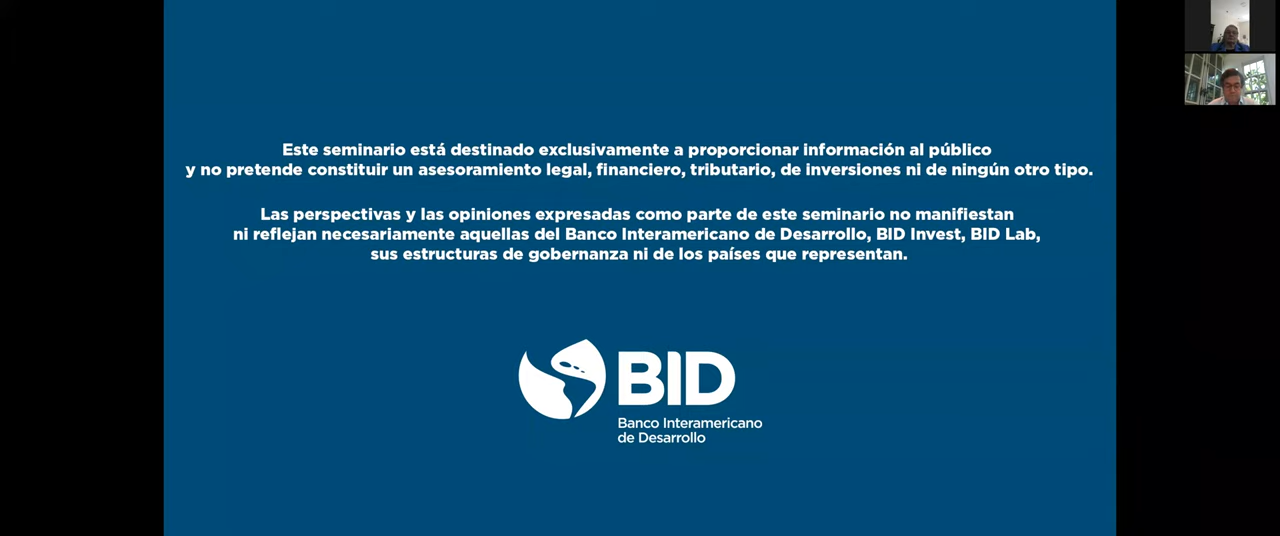 Este seminario está destinado exclusivamente a proporcionar información al público
y no pretende constituir un asesoramiento legal, financiero, tributario, de inversiones ni de ningún otro tipo.
Las perspectivas y las opiniones expresadas como parte de este seminario no manifiestan
ni reflejan necesariamente aquellas del Banco Interamericano de Desarrollo, BID Invest, BID Lab,
sus estructuras de gobernanza ni de los países que representan.
BID
Banco Interamericano
de Desarrollo